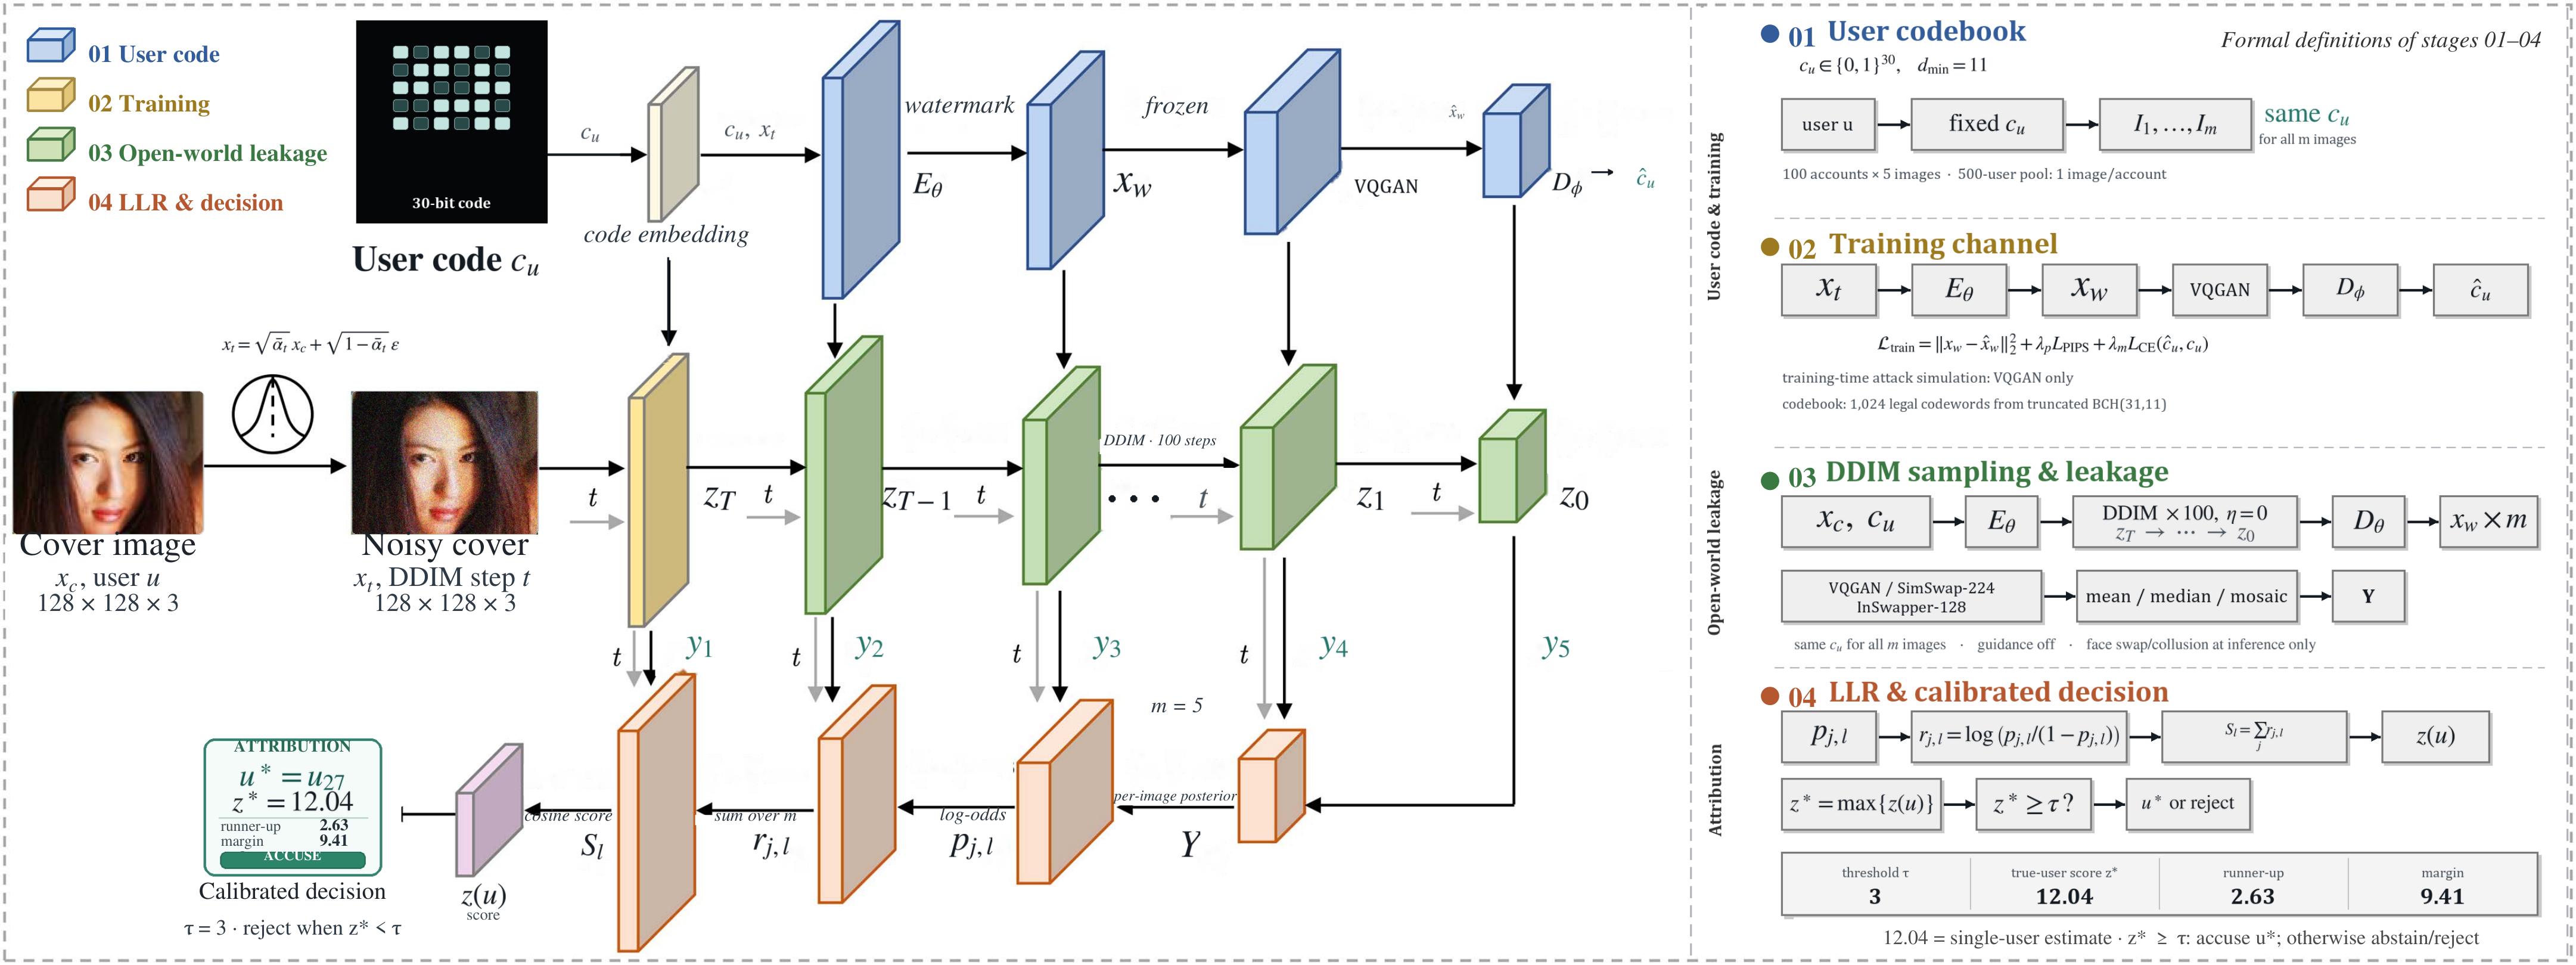 01 User code
02 Training
03 Open-world leakage
04 LLR & decision
30-bit code
User code c_u
c_u
code embedding
c_u, x_t
watermark
E_θ
x_w
frozen
VQGAN
x̂_w
D_ϕ → ĉ_u
x_t = √ᾱ_t x_c + √1−ᾱ_t ε
Cover image
x_c, user u
128 × 128 × 3
Noisy cover
x_t, DDIM step t
128 × 128 × 3
t
z_T
t
z_{T−1}
t
DDIM · 100 steps
• • •
t
z_1
t
z_0
t
y_1
t
y_2
t
y_3
t
y_4
y_5
m = 5
per-image posterior
Y
log-odds
p_{j,l}
sum over m
r_{j,l}
cosine score
S_l
z(u)
score
ATTRIBUTION
u* = u_27
z* = 12.04
runner-up 2.63
margin 9.41
ACCUSE
Calibrated decision
τ = 3 · reject when z* < τ
User code & training
Open-world leakage
Attribution
01 User codebook
Formal definitions of stages 01–04
c_u ∈ {0, 1}^30, d_min = 11
user u
fixed c_u
I_1, …, I_m
same c_u
for all m images
100 accounts × 5 images · 500-user pool: 1 image/account
02 Training channel
x_t
E_θ
x_w
VQGAN
D_ϕ
ĉ_u
ℒ_train = ‖x_w − x̂_w‖_2^2 + λ_p L_PIPS + λ_m L_CE(ĉ_u, c_u)
training-time attack simulation: VQGAN only
codebook: 1,024 legal codewords from truncated BCH(31,11)
03 DDIM sampling & leakage
x_c, c_u
E_θ
DDIM ×100, η=0
z_T → ⋯ → z_0
D_θ
x_w × m
VQGAN / SimSwap-224
InSwapper-128
mean / median / mosaic
Y
same c_u for all m images · guidance off · face swap/collusion at inference only
04 LLR & calibrated decision
p_{j,l}
r_{j,l} = log (p_{j,l}/(1 − p_{j,l}))
S_l = ∑_j r_{j,l}
z(u)
z* = max{z(u)}
z* ≥ τ ?
u* or reject
threshold τ
3
true-user score z*
12.04
runner-up
2.63
margin
9.41
12.04 = single-user estimate · z* ≥ τ: accuse u*; otherwise abstain/reject